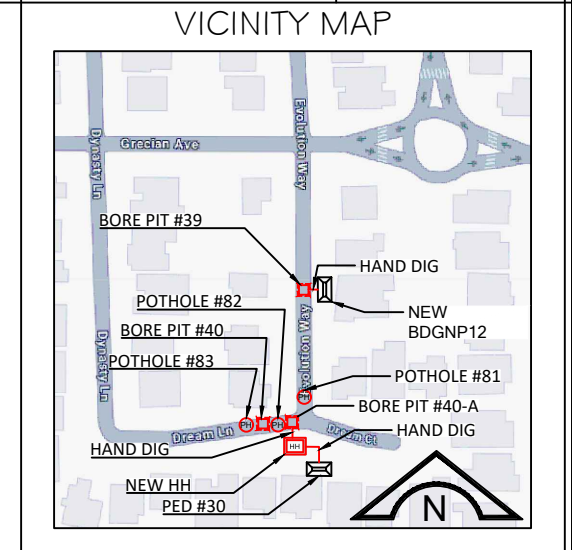 VICINITY MAP
Grecian Ave
Dynasty Ln
Evolution Way
BORE PIT #39
HAND DIG
POTHOLE #82
NEW
BDGNP12
BORE PIT #40
Dynasty Ln
Evolution Way
POTHOLE #83
POTHOLE #81
PH
BORE PIT #40-A
PH
PH
Dream Ln
Dream Ct
HAND DIG
HAND DIG
HH
NEW HH
PED #30
N